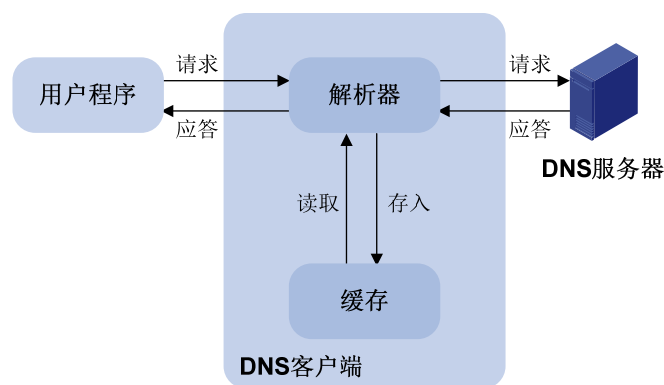 请求
请求
用户程序
解析器
应答
应答
DNS服务器
读取
存入
缓存
DNS客户端